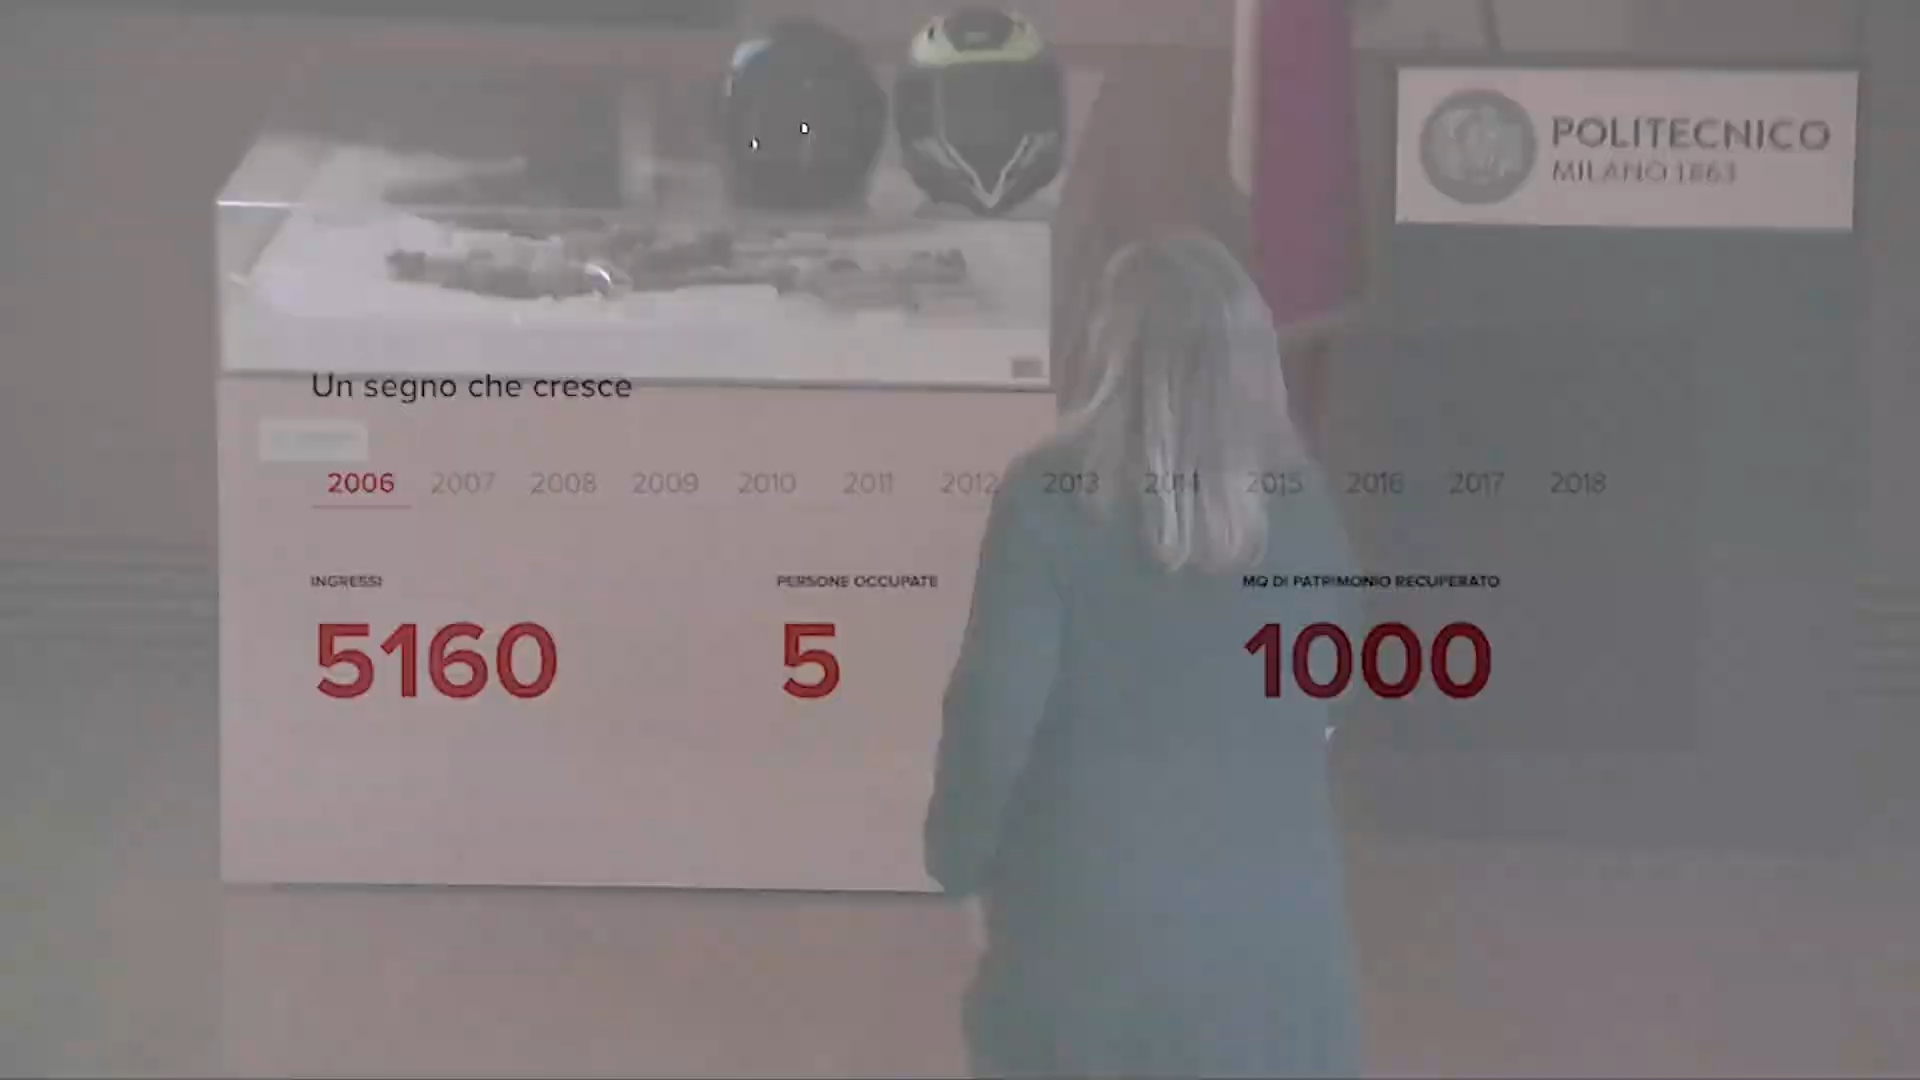 POLITECNICO
MILANO 1863
Un segno che cresce
2006 2007 2008 2009 2010 2011 2012 2013 2014 2015 2016 2017 2018
INGRESSI PERSONE OCCUPATE MQ DI PATRIMONIO RECUPERATO
5160 5 1000